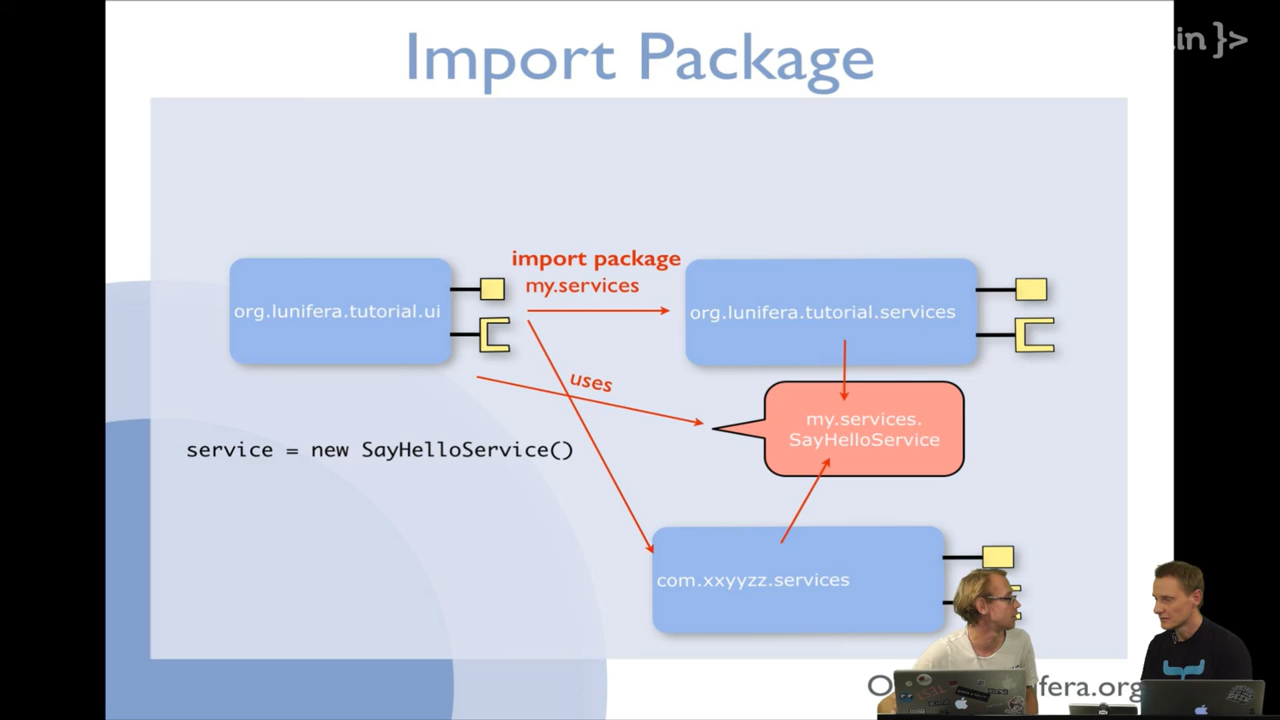 Import Package
in }>
import package
my.services
org.lunifera.tutorial.ui
org.lunifera.tutorial.services
uses
my.services.
SayHelloService
service = new SayHelloService()
com.xxyyzz.services